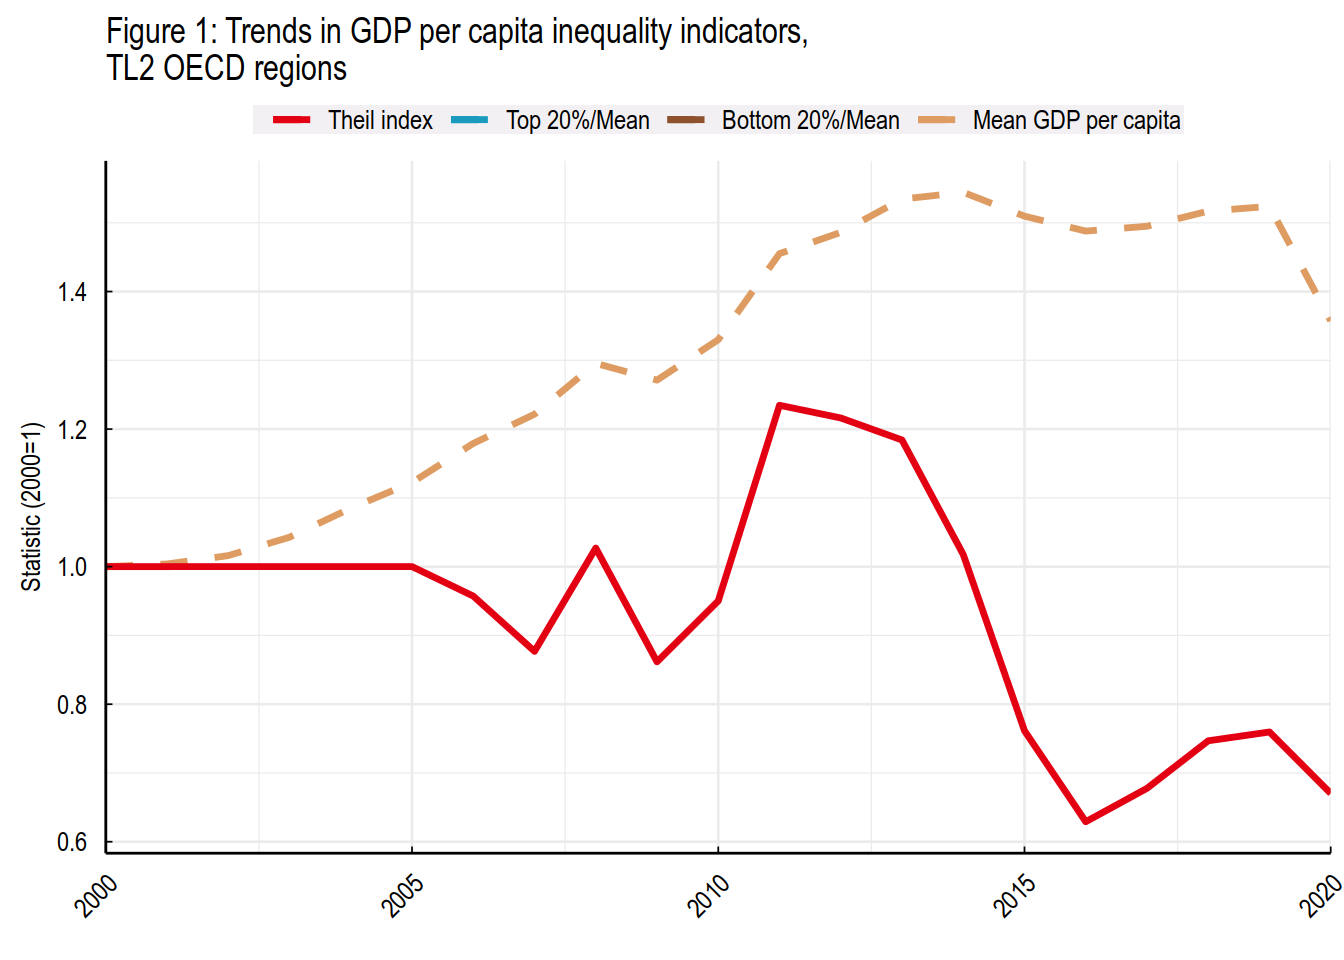 Figure 1: Trends in GDP per capita inequality indicators,
TL2 OECD regions
Theil index Top 20%/Mean Bottom 20%/Mean Mean GDP per capita
Statistic (2000=1)
1.4
1.2
1.0
0.8
0.6
2000 2005 2010 2015 2020